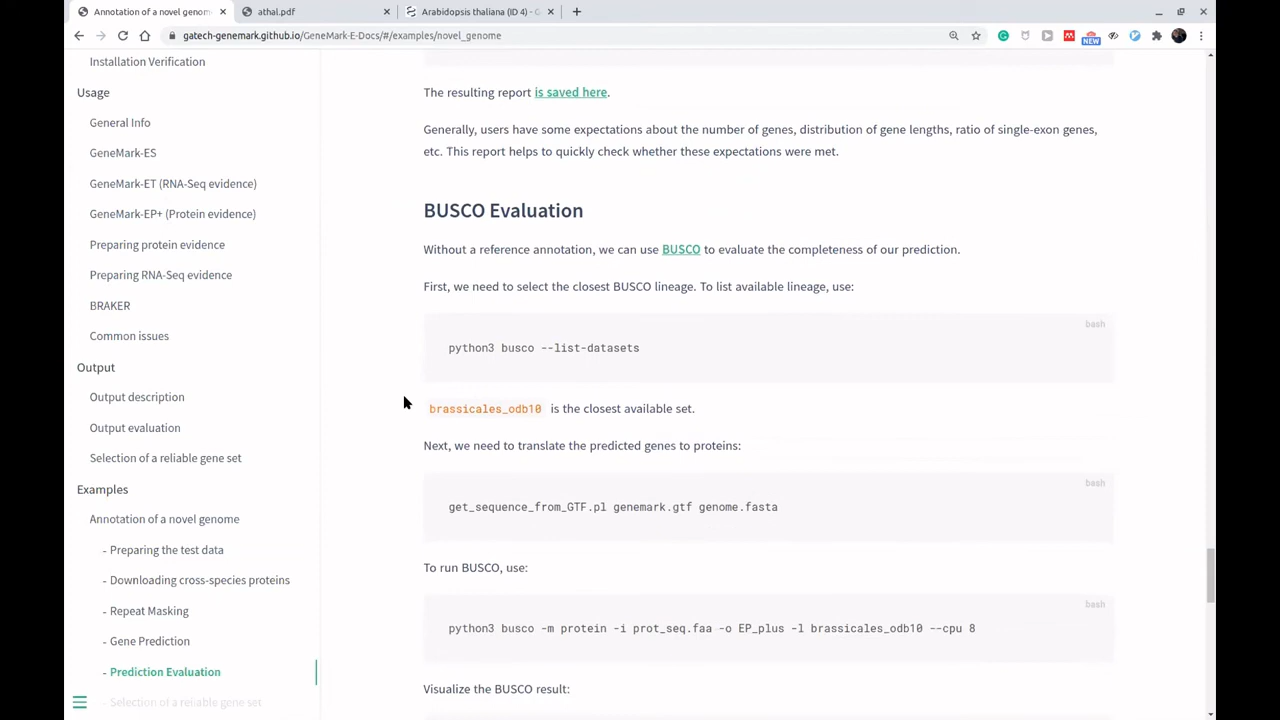 Annotation of a novel genom
athal.pdf
Arabidopsis thaliana (ID 4) - G
gatech-genemark.github.io/GeneMark-E-Docs/#/examples/novel_genome
NEW
Installation Verification
Usage
General Info
GeneMark-ES
GeneMark-ET (RNA-Seq evidence)
GeneMark-EP+ (Protein evidence)
Preparing protein evidence
Preparing RNA-Seq evidence
BRAKER
Common issues
Output
Output description
Output evaluation
Selection of a reliable gene set
Examples
Annotation of a novel genome
- Preparing the test data
- Downloading cross-species proteins
- Repeat Masking
- Gene Prediction
- Prediction Evaluation
- Selection of a reliable gene set
The resulting report is saved here.
Generally, users have some expectations about the number of genes, distribution of gene lengths, ratio of single-exon genes,
etc. This report helps to quickly check whether these expectations were met.
BUSCO Evaluation
Without a reference annotation, we can use BUSCO to evaluate the completeness of our prediction.
First, we need to select the closest BUSCO lineage. To list available lineage, use:
bash
python3 busco --list-datasets
brassicales_odb10 is the closest available set.
Next, we need to translate the predicted genes to proteins:
bash
get_sequence_from_GTF.pl genemark.gtf genome.fasta
To run BUSCO, use:
bash
python3 busco -m protein -i prot_seq.faa -o EP_plus -l brassicales_odb10 --cpu 8
Visualize the BUSCO result: